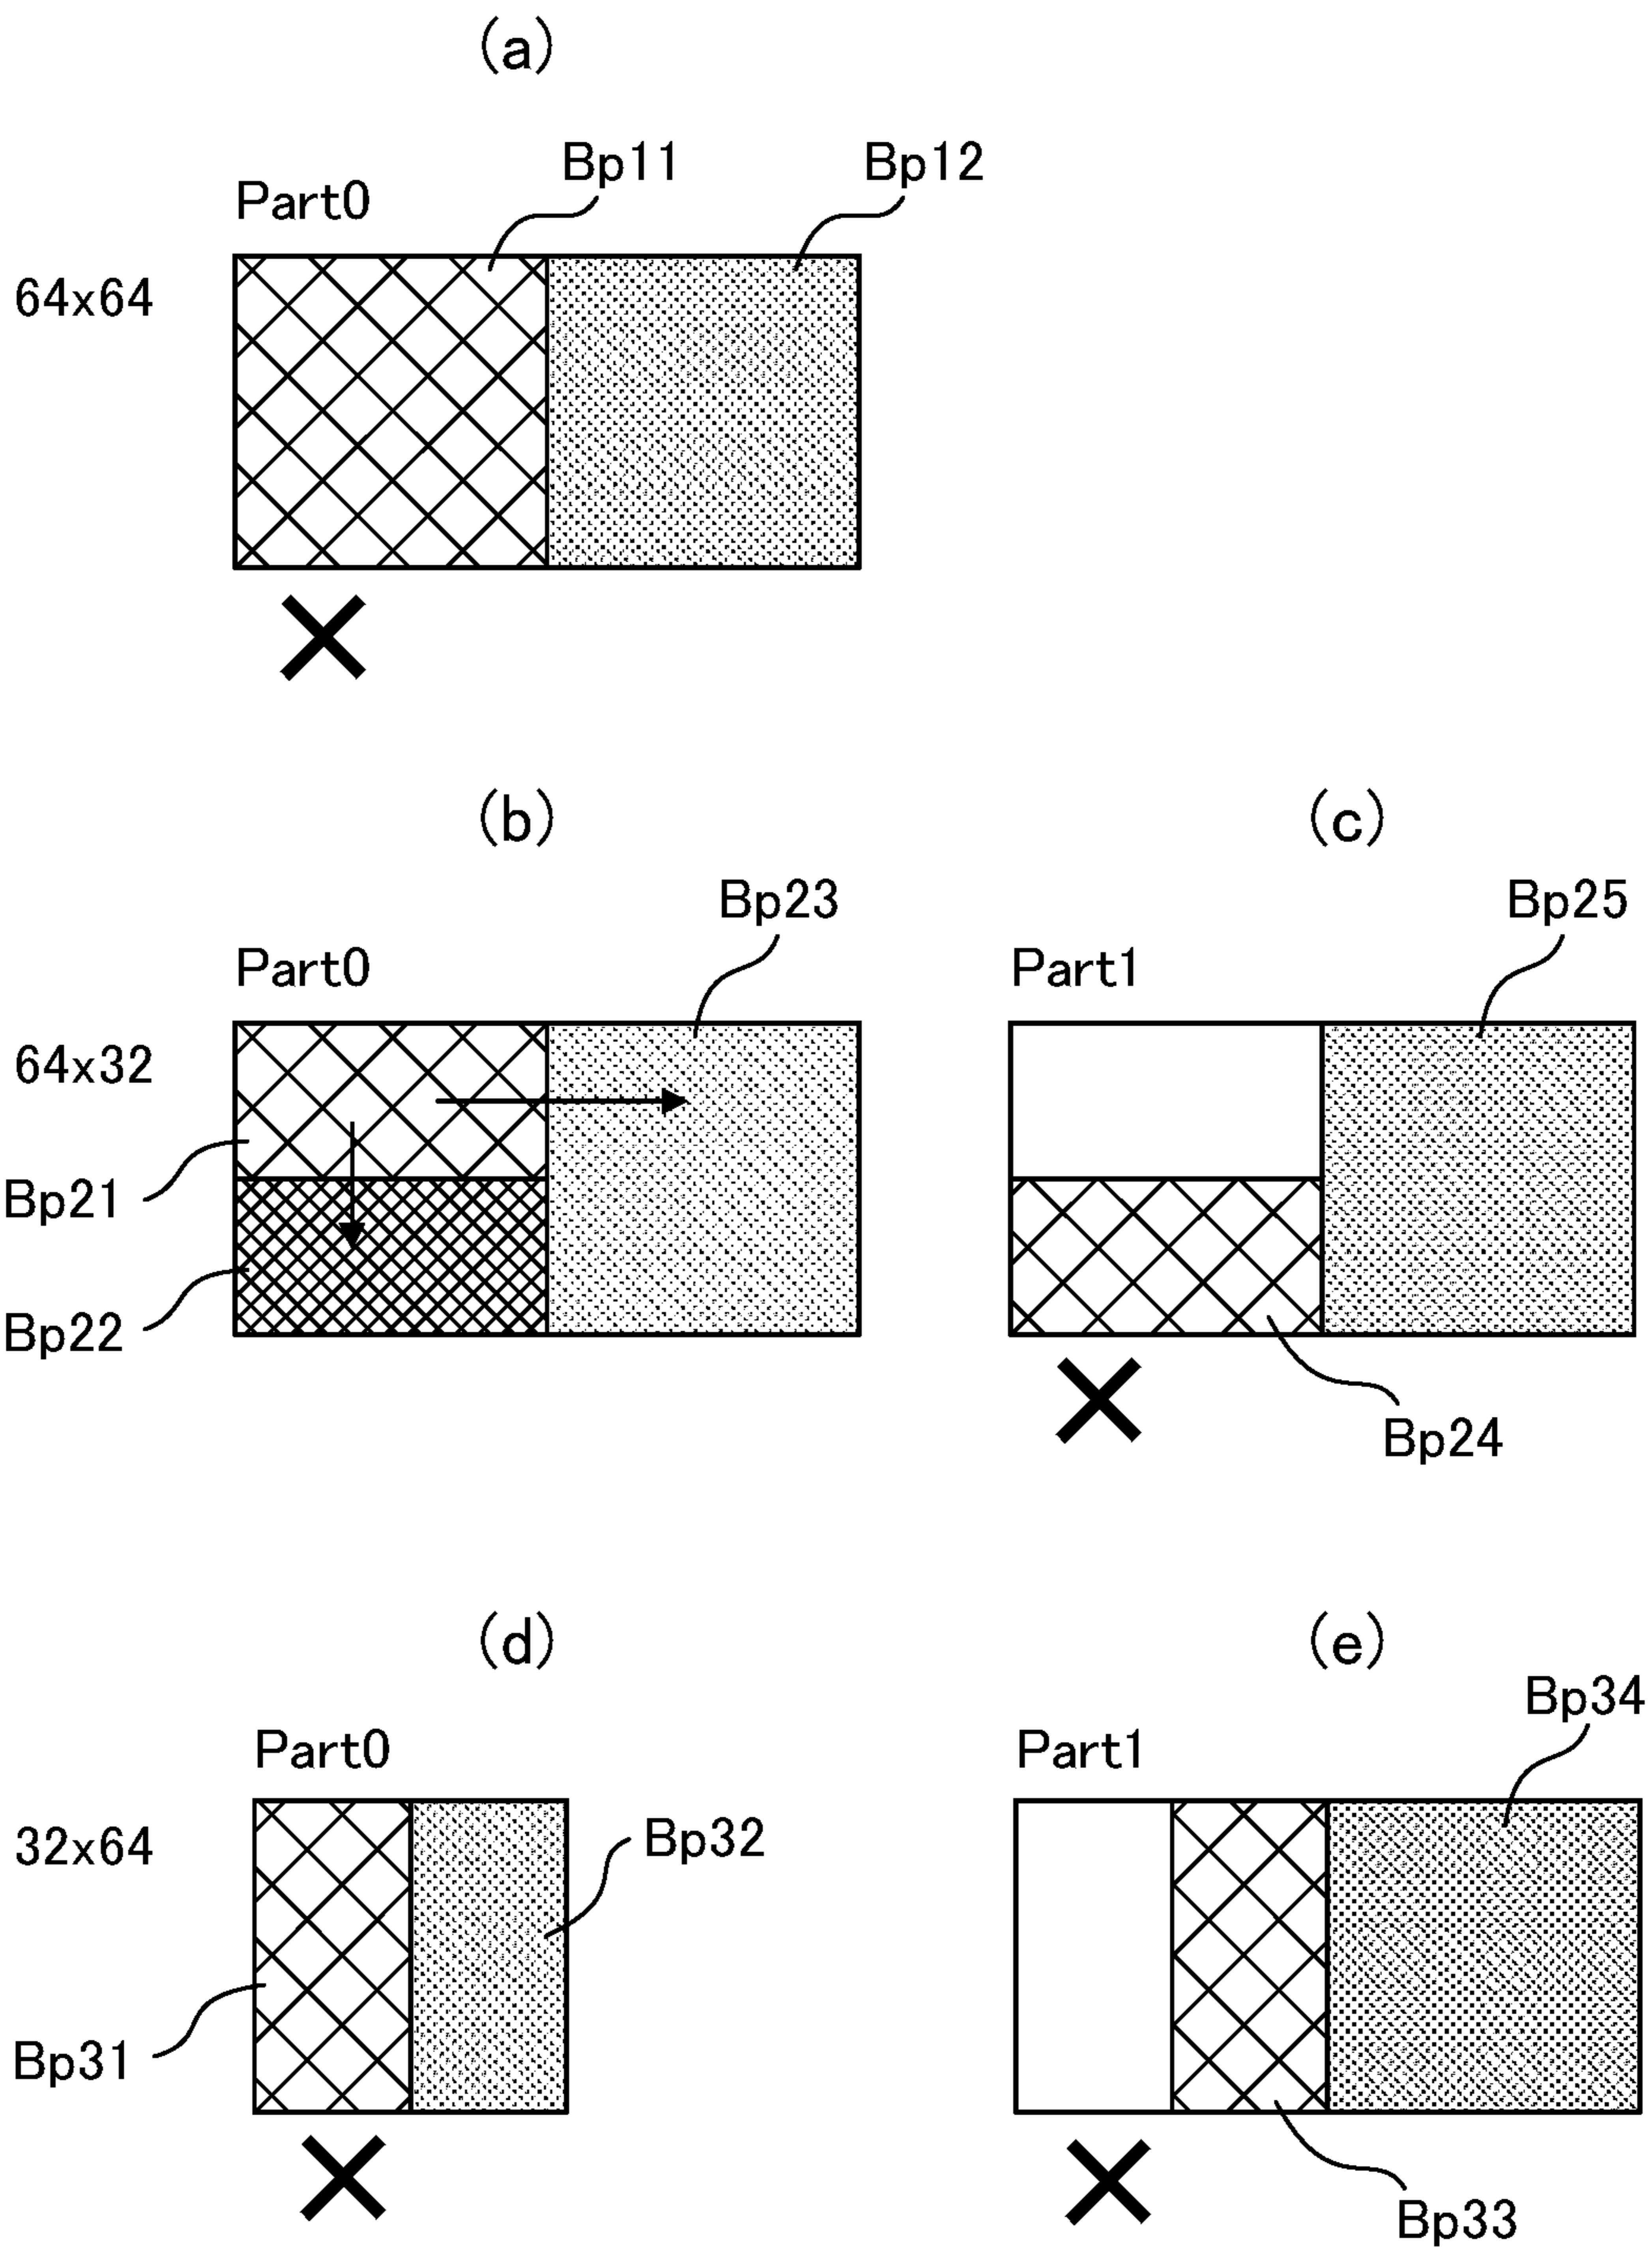 (a)
Bp11
Bp12
Part0
64x64
(b)
(c)
Bp23
Bp25
Part0
Part1
64x32
Bp21
Bp22
Bp24
(d)
(e)
Bp34
Part0
Part1
32x64
Bp32
Bp31
Bp33